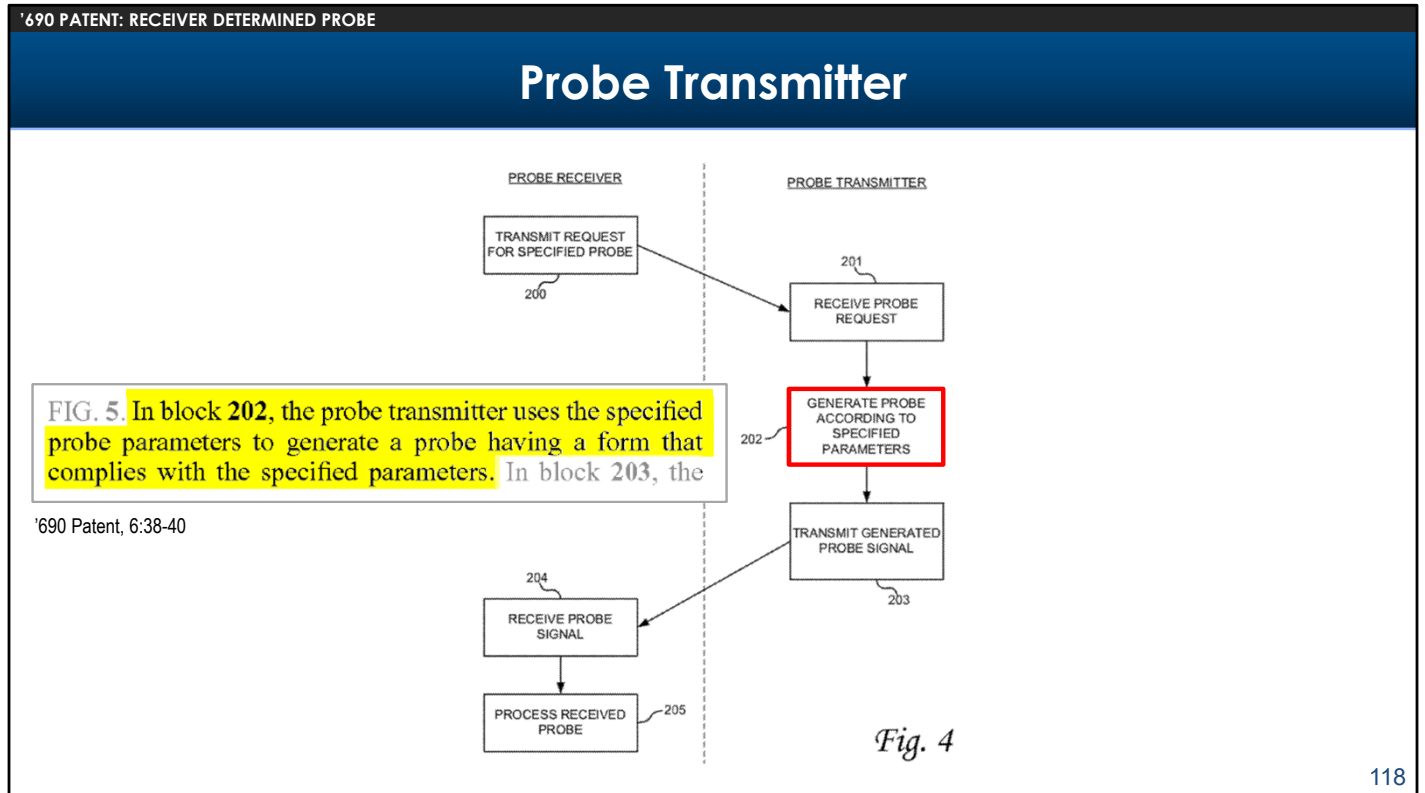 ’690 PATENT: RECEIVER DETERMINED PROBE
Probe Transmitter
PROBE RECEIVER
PROBE TRANSMITTER
TRANSMIT REQUEST
FOR SPECIFIED PROBE
200
201
RECEIVE PROBE
REQUEST
FIG. 5. In block 202, the probe transmitter uses the specified
probe parameters to generate a probe having a form that
complies with the specified parameters. In block 203, the
’690 Patent, 6:38-40
202
GENERATE PROBE
ACCORDING TO
SPECIFIED
PARAMETERS
TRANSMIT GENERATED
PROBE SIGNAL
203
204
RECEIVE PROBE
SIGNAL
PROCESS RECEIVED
PROBE
205
Fig. 4
118